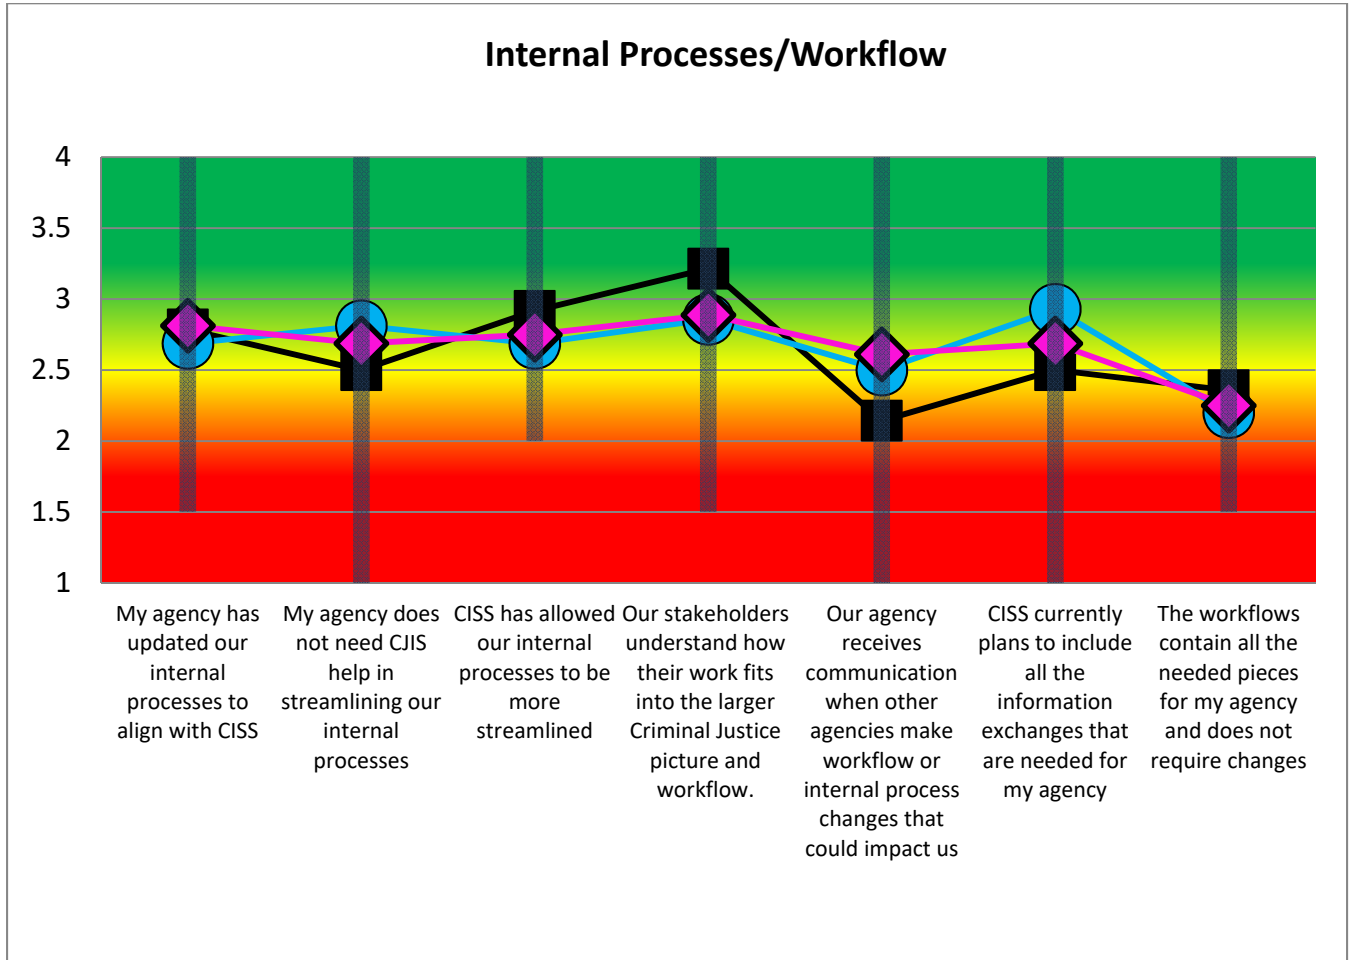 Internal Processes/Workflow
4
3.5
3
2.5
2
1.5
1
My agency has
updated our
internal
processes to
align with CISS
My agency does
not need CJIS
help in
streamlining our
internal
processes
CISS has allowed
our internal
processes to be
more
streamlined
Our stakeholders
understand how
their work fits
into the larger
Criminal Justice
picture and
workflow.
Our agency
receives
communication
when other
agencies make
workflow or
internal process
changes that
could impact us
CISS currently
plans to include
all the
information
exchanges that
are needed for
my agency
The workflows
contain all the
needed pieces
for my agency
and does not
require changes